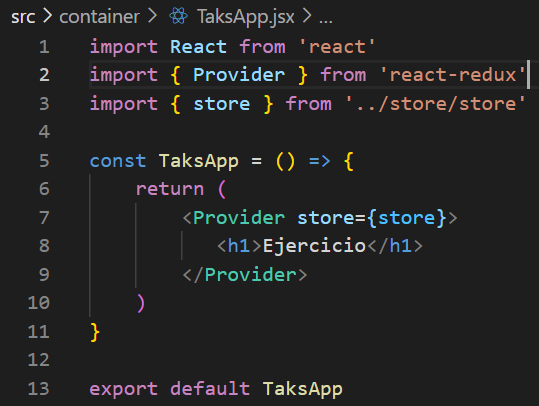 src > container > TaksApp.jsx > ...
1 import React from 'react'
2 import { Provider } from 'react-redux'
3 import { store } from '../store/store'
4
5 const TaksApp = () => {
6 return (
7 <Provider store={store}>
8 <h1>Ejercicio</h1>
9 </Provider>
10 )
11 }
12
13 export default TaksApp